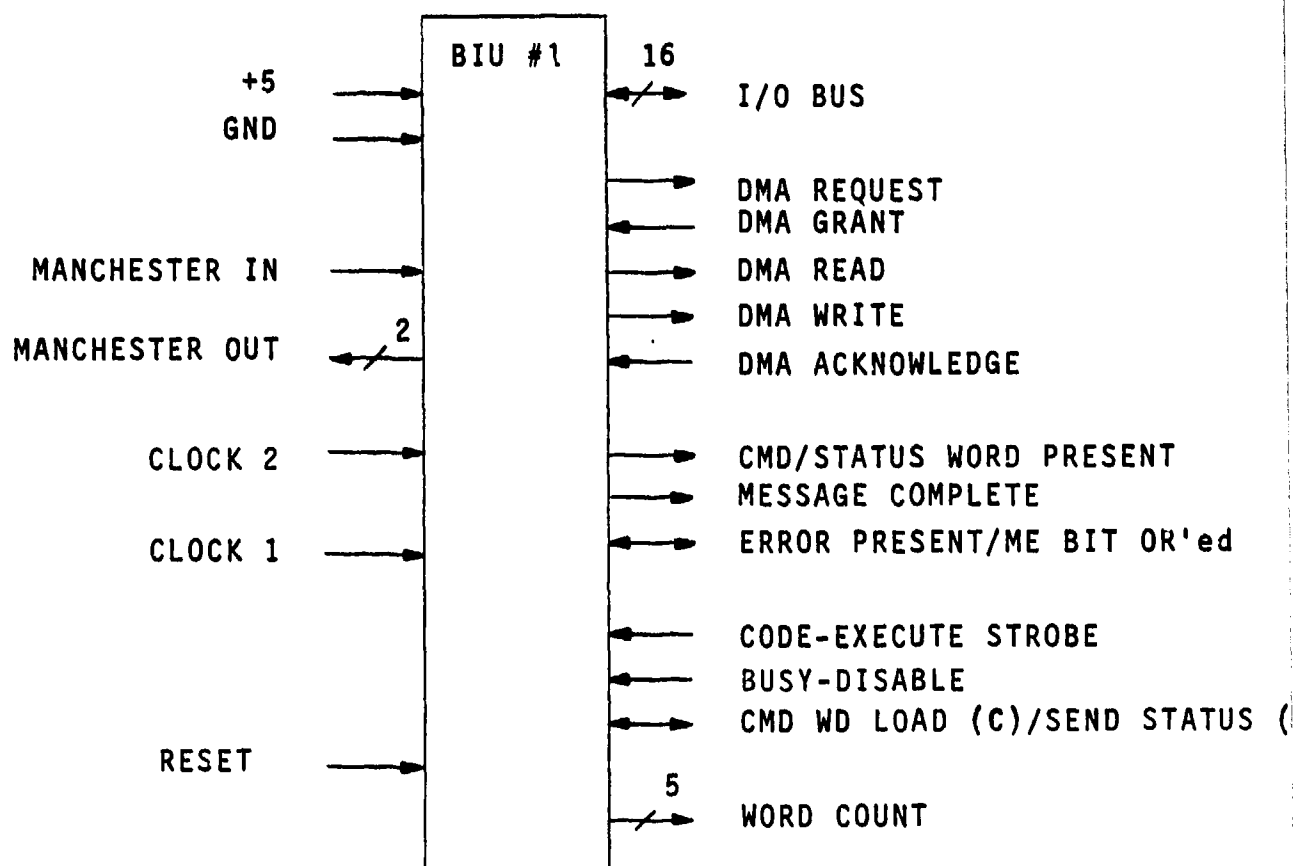 BIU #1
+5
GND
MANCHESTER IN
2
MANCHESTER OUT
CLOCK 2
CLOCK 1
RESET
16
I/O BUS
DMA REQUEST
DMA GRANT
DMA READ
DMA WRITE
DMA ACKNOWLEDGE
CMD/STATUS WORD PRESENT
MESSAGE COMPLETE
ERROR PRESENT/ME BIT OR'ed
CODE-EXECUTE STROBE
BUSY-DISABLE
CMD WD LOAD (C)/SEND STATUS (
5
WORD COUNT